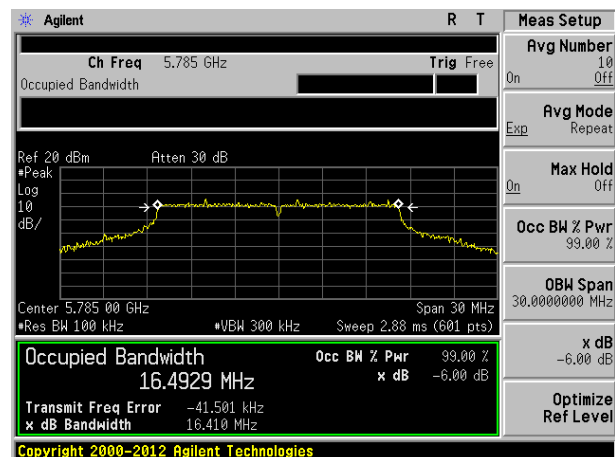 Agilent R T Meas Setup
Ch Freq 5.785 GHz Trig Free
Occupied Bandwidth
Avg Number
10
On Off
Avg Mode
Exp Repeat
Max Hold
On Off
Occ BW % Pwr
99.00 %
OBW Span
30.0000000 MHz
x dB
-6.00 dB
Optimize
Ref Level
Ref 20 dBm Atten 30 dB
#Peak
Log
10
dB/
Center 5.785 00 GHz Span 30 MHz
#Res BW 100 kHz #VBW 300 kHz Sweep 2.88 ms (601 pts)
Occupied Bandwidth Occ BW % Pwr 99.00 %
16.4929 MHz x dB -6.00 dB
Transmit Freq Error -41.501 kHz
x dB Bandwidth 16.410 MHz
Copyright 2000-2012 Agilent Technologies